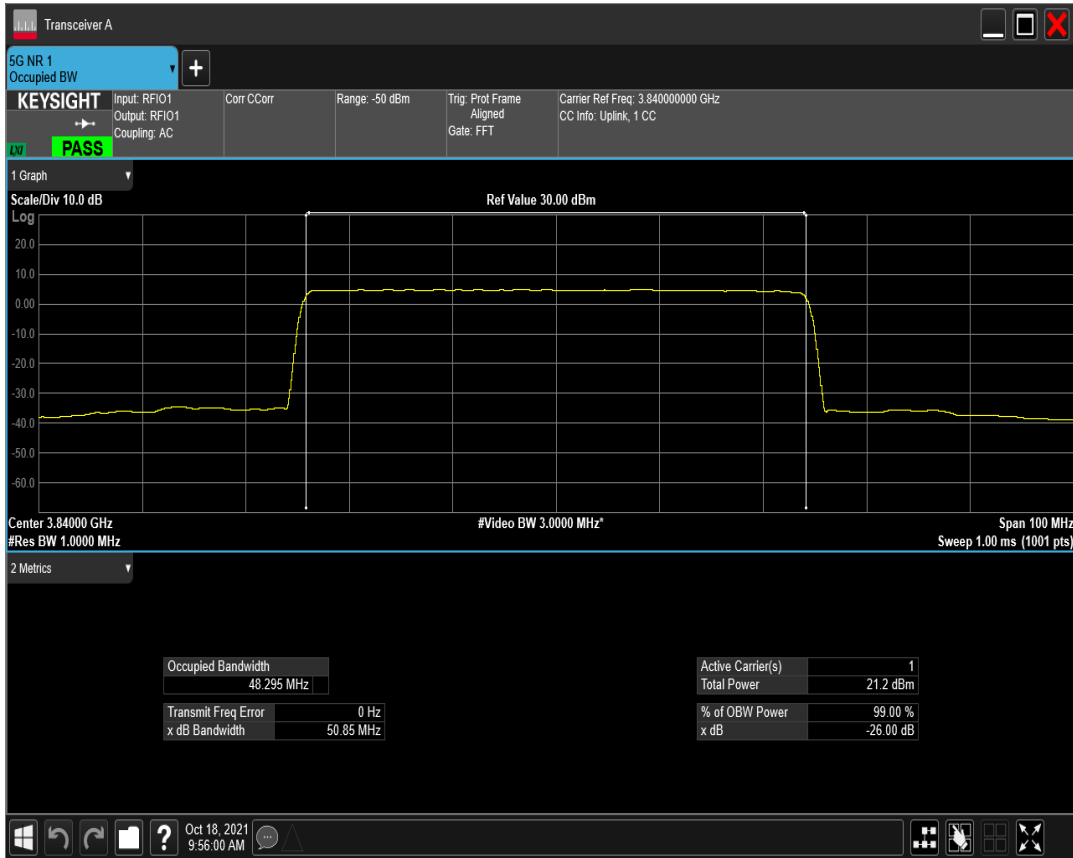 Transceiver A
5G NR 1
Occupied BW
+
KEYSIGHT
LXI
PASS
Input: RFIO1
Output: RFIO1
Coupling: AC
Corr CCorr
Range: -50 dBm
Trig: Prot Frame
Aligned
Gate: FFT
Carrier Ref Freq: 3.840000000 GHz
CC Info: Uplink, 1 CC
1 Graph
Scale/Div 10.0 dB
Ref Value 30.00 dBm
Log
20.0
10.0
0.00
-10.0
-20.0
-30.0
-40.0
-50.0
-60.0
Center 3.84000 GHz
#Video BW 3.0000 MHz*
Span 100 MHz
#Res BW 1.0000 MHz
Sweep 1.00 ms (1001 pts)
2 Metrics
Occupied Bandwidth
48.295 MHz
Transmit Freq Error 0 Hz
x dB Bandwidth 50.85 MHz
Active Carrier(s) 1
Total Power 21.2 dBm
% of OBW Power 99.00 %
x dB -26.00 dB
?
Oct 18, 2021
9:56:00 AM